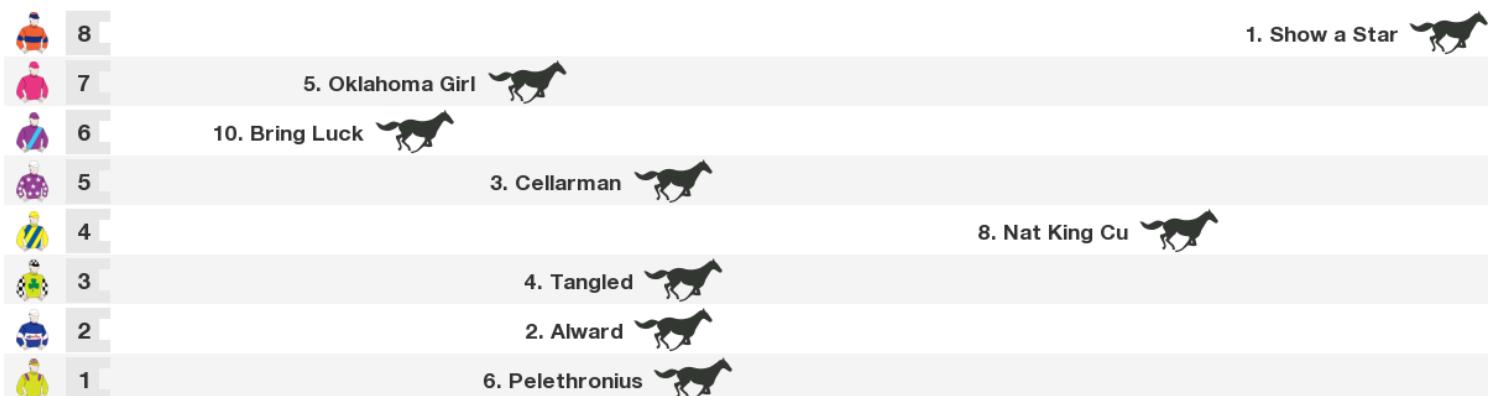 8 1. Show a Star
7 5. Oklahoma Girl
6 10. Bring Luck
5 3. Cellarman
4 8. Nat King Cu
3 4. Tangled
2 2. Alward
1 6. Pelethronius